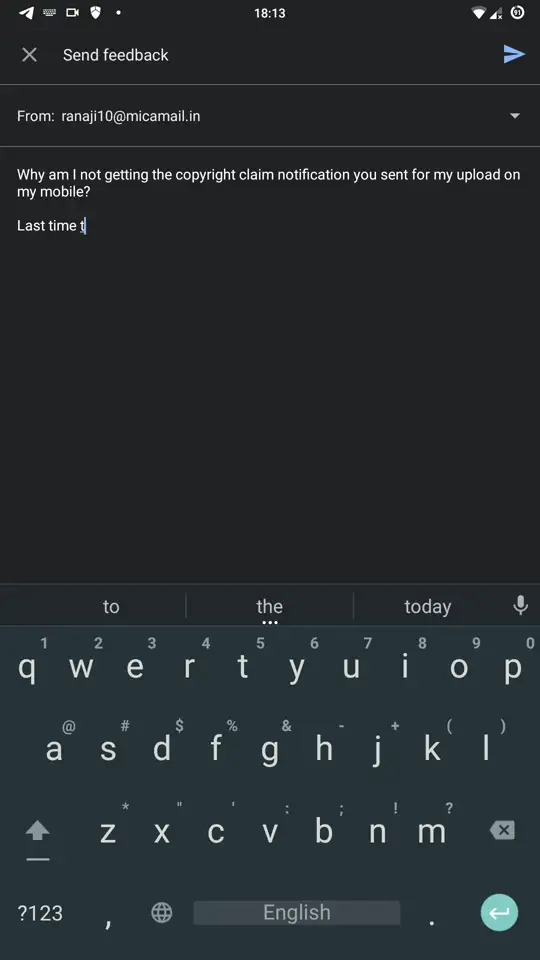 18:13
91
Send feedback
From: ranaji10@micamail.in
Why am I not getting the copyright claim notification you sent for my upload on
my mobile?
Last time t
to the today
1 2 3 4 5 6 7 8 9 0
q w e r t y u i o p
@ # $ % & - + ( )
a s d f g h j k l
* " ' : ; ! ?
z x c v b n m
?123 , English .